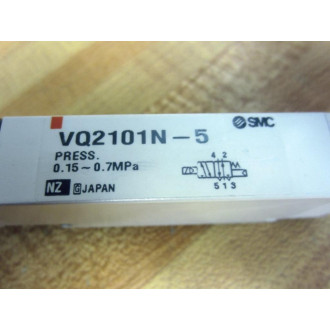 SMC
VQ2101N-5
PRESS.
0.15~0.7MPa
4 2
5 1 3
NZ G JAPAN